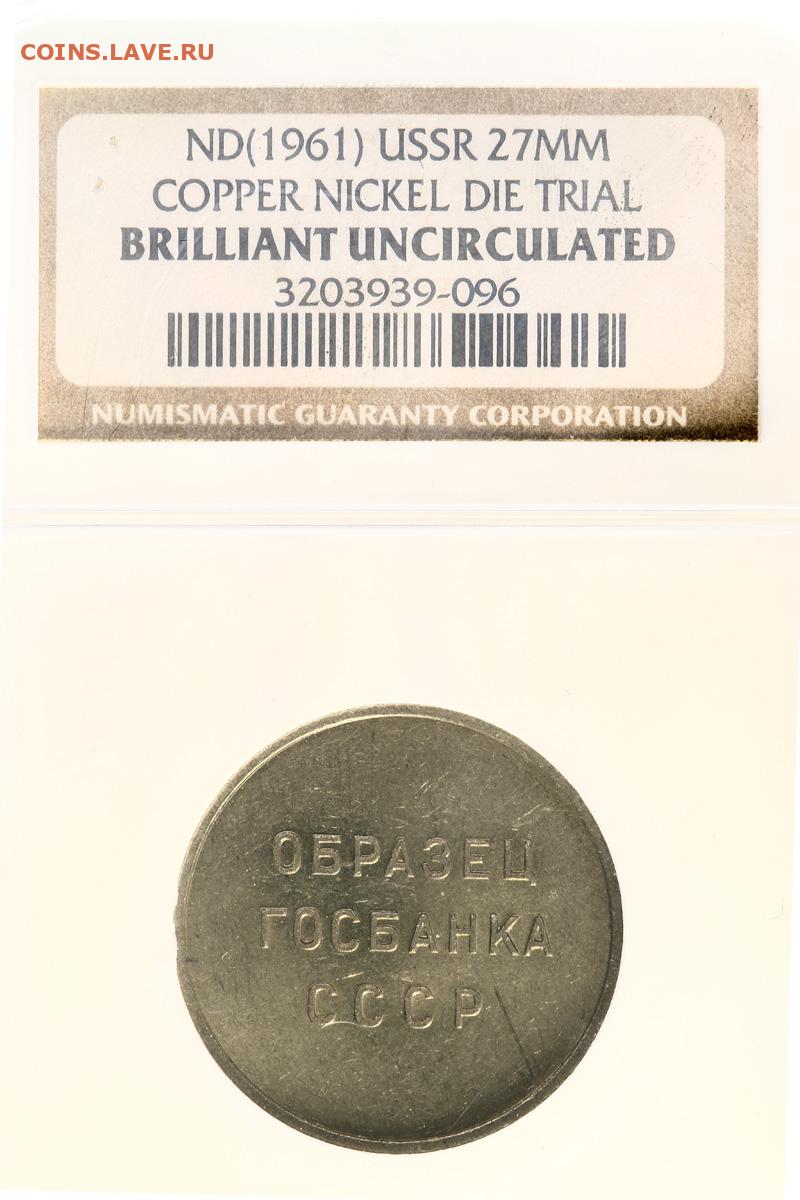 COINS.LAVE.RU
ND(1961) USSR 27MM
COPPER NICKEL DIE TRIAL
BRILLIANT UNCIRCULATED
3203939-096
NUMISMATIC GUARANTY CORPORATION
ОБРАЗЕЦ
ГОСБАНКА
СССР